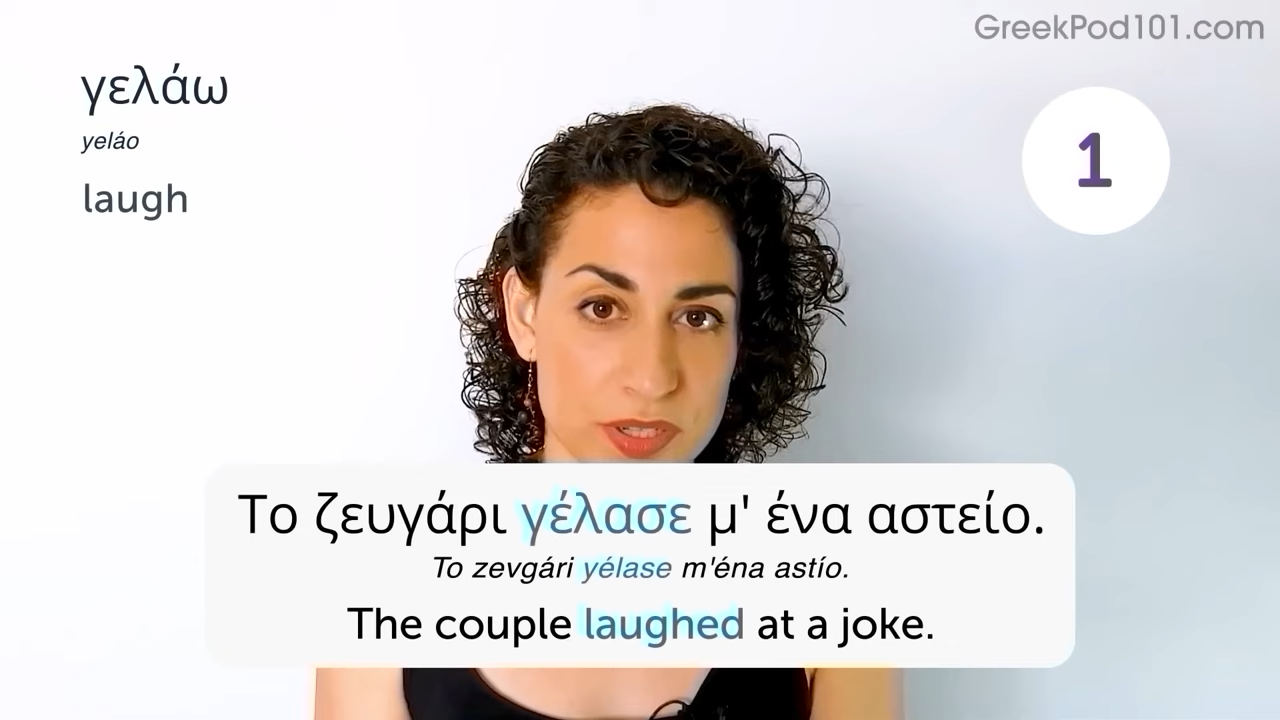 GreekPod101.com
γελάω
yeláo
laugh
1
Το ζευγάρι γέλασε μ' ένα αστείο.
To zevgári yélase m'éna astío.
The couple laughed at a joke.